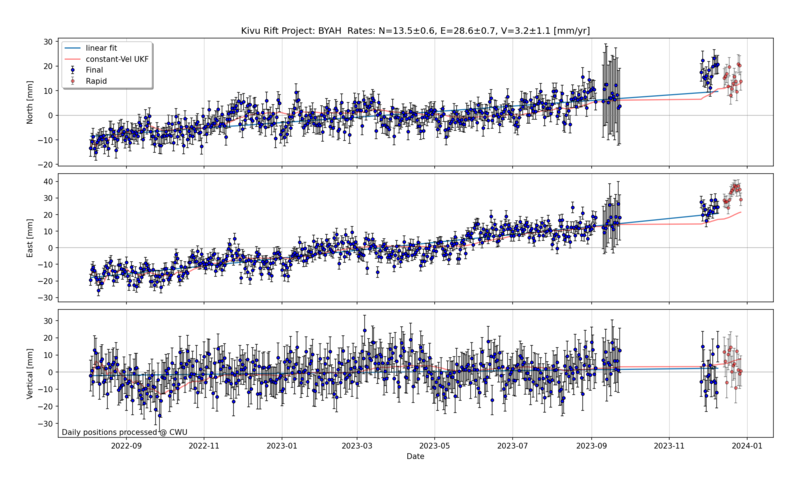 Kivu Rift Project: BYAH  Rates: N=13.5±0.6, E=28.6±0.7, V=3.2±1.1 [mm/yr]
linear fit
constant-Vel UKF
Final
Rapid
North [mm]
30
20
10
0
−10
−20
East [mm]
40
30
20
10
0
−10
−20
−30
Vertical [mm]
30
20
10
0
−10
−20
−30
Daily positions processed @ CWU
2022-09 2022-11 2023-01 2023-03 2023-05 2023-07 2023-09 2023-11 2024-01
Date